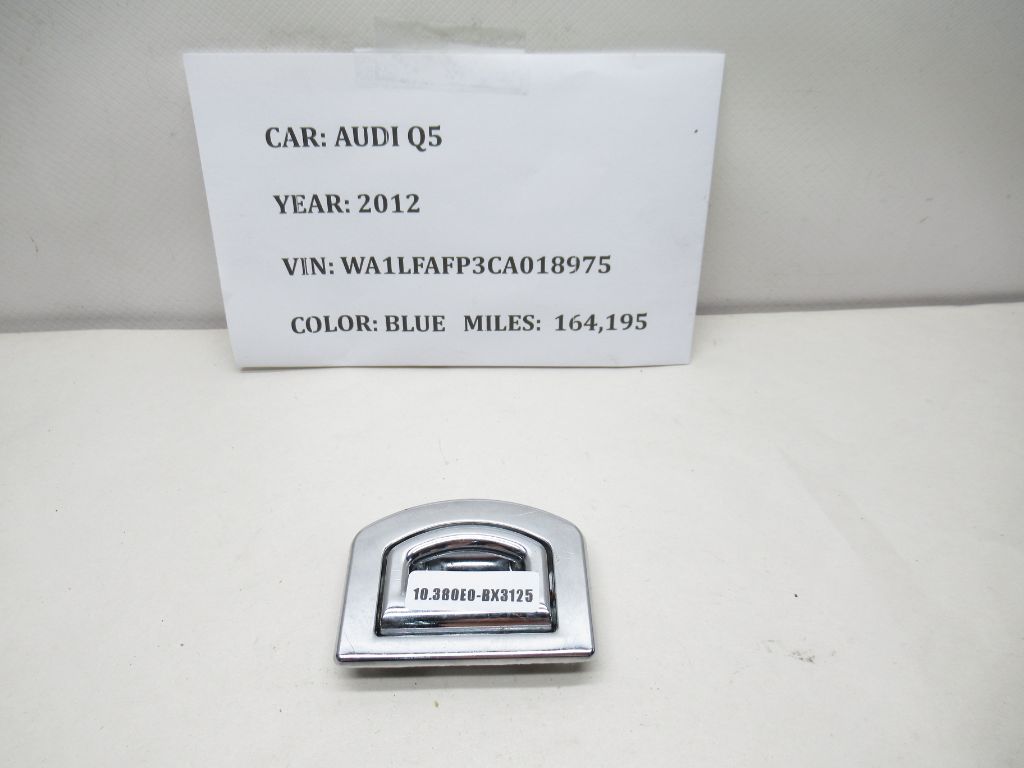 CAR: AUDI Q5
YEAR: 2012
VIN: WA1LFAFP3CA018975
COLOR: BLUE MILES: 164,195
10.380E0-BX3125